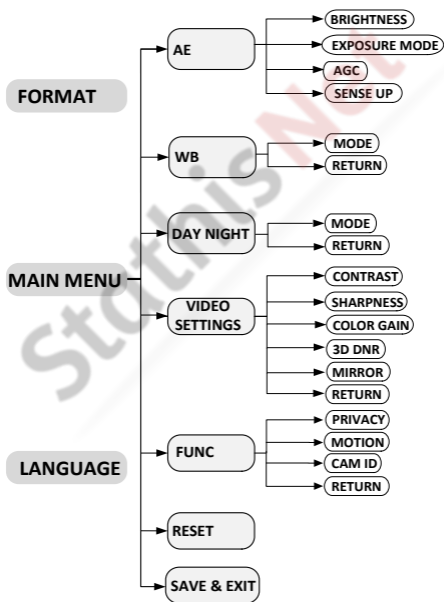 FORMAT
MAIN MENU
LANGUAGE
AE
BRIGHTNESS
EXPOSURE MODE
AGC
SENSE UP
WB
MODE
RETURN
DAY NIGHT
MODE
RETURN
VIDEO
SETTINGS
CONTRAST
SHARPNESS
COLOR GAIN
3D DNR
MIRROR
RETURN
FUNC
PRIVACY
MOTION
CAM ID
RETURN
RESET
SAVE & EXIT
StathisNet